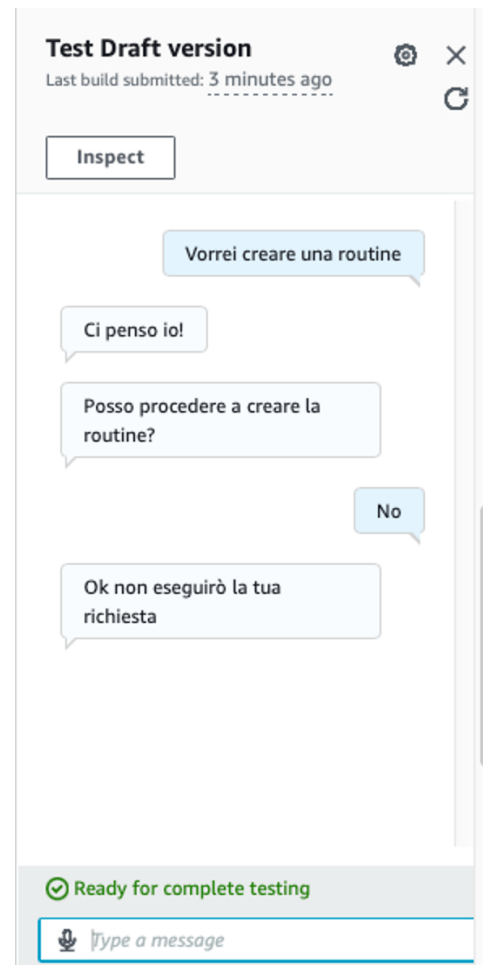 Test Draft version
Last build submitted: 3 minutes ago
Inspect
Vorrei creare una routine
Ci penso io!
Posso procedere a creare la
routine?
No
Ok non eseguirò la tua
richiesta
Ready for complete testing
Type a message